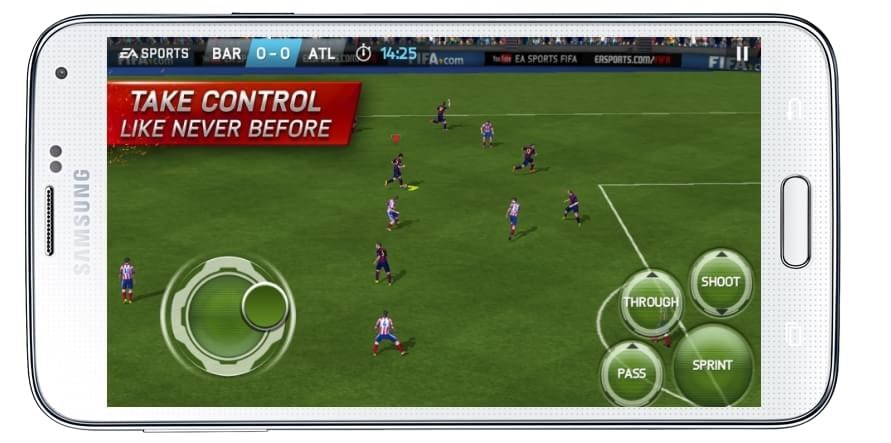 EA SPORTS BAR 0-0 ATL 14:25
FIFA.com YouTube EA SPORTS FIFA EASPORTS.COM/FIFA FIFA
TAKE CONTROL
LIKE NEVER BEFORE
SAMSUNG
SHOOT
THROUGH
SPRINT
PASS